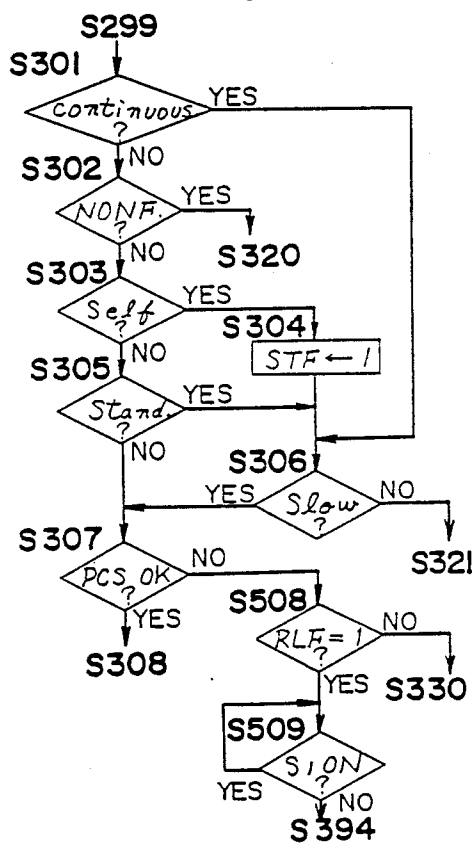 S299
S301
continuous
?
YES
NO
S302
NONF.
?
YES
NO
S320
S303
Self
?
YES
NO
S304
STF ← 1
S305
Stand.
?
YES
NO
S306
Slow
?
YES
NO
S321
S307
PCS OK
?
NO
YES
S308
S508
RLF=1
?
NO
YES
S330
S509
S1 ON
?
YES
NO
S394